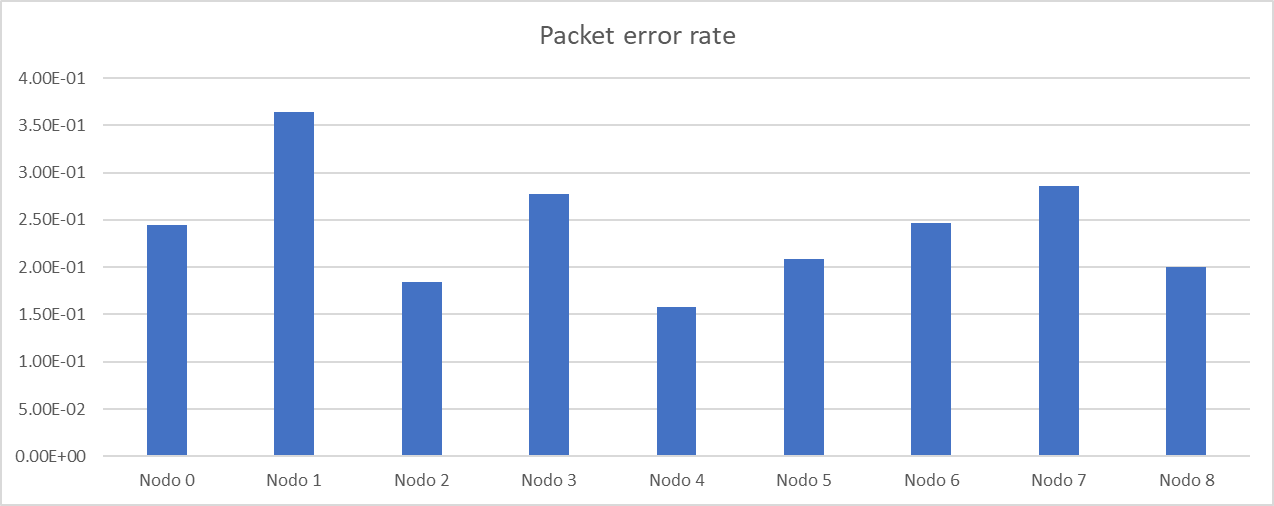 Packet error rate
4.00E-01
3.50E-01
3.00E-01
2.50E-01
2.00E-01
1.50E-01
1.00E-01
5.00E-02
0.00E+00
Nodo 0 Nodo 1 Nodo 2 Nodo 3 Nodo 4 Nodo 5 Nodo 6 Nodo 7 Nodo 8